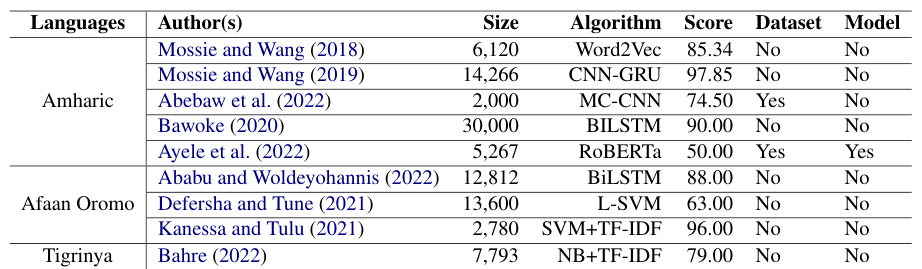 Languages Author(s) Size Algorithm Score Dataset Model
Mossie and Wang (2018) 6,120 Word2Vec 85.34 No No
Mossie and Wang (2019) 14,266 CNN-GRU 97.85 No No
Amharic Abebaw et al. (2022) 2,000 MC-CNN 74.50 Yes No
Bawoke (2020) 30,000 BILSTM 90.00 No No
Ayele et al. (2022) 5,267 RoBERTa 50.00 Yes Yes
Ababu and Woldeyohannis (2022) 12,812 BiLSTM 88.00 No No
Afaan Oromo Defersha and Tune (2021) 13,600 L-SVM 63.00 No No
Kanessa and Tulu (2021) 2,780 SVM+TF-IDF 96.00 No No
Tigrinya Bahre (2022) 7,793 NB+TF-IDF 79.00 No No